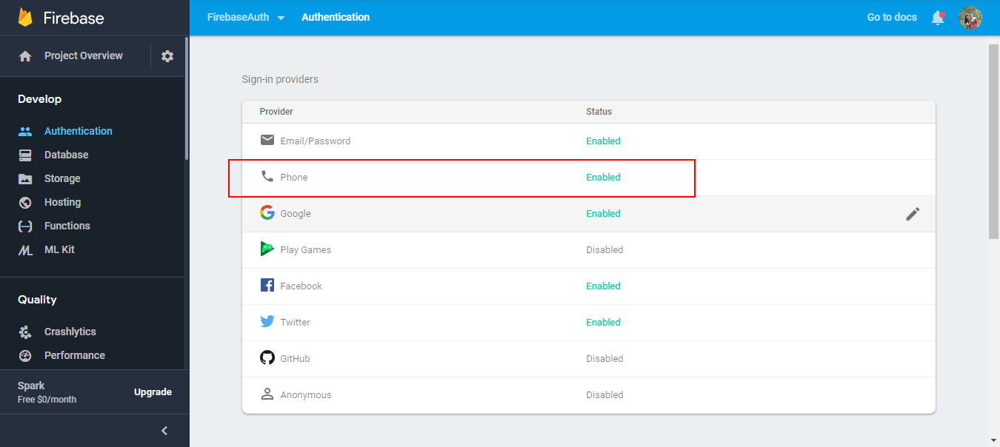 Firebase
FirebaseAuth
Authentication
Go to docs
Project Overview
Develop
Authentication
Database
Storage
Hosting
Functions
ML Kit
Quality
Crashlytics
Performance
Spark
Free $0/month
Upgrade
Sign-in providers
Provider Status
Email/Password Enabled
Phone Enabled
Google Enabled
Play Games Disabled
Facebook Enabled
Twitter Enabled
GitHub Disabled
Anonymous Disabled